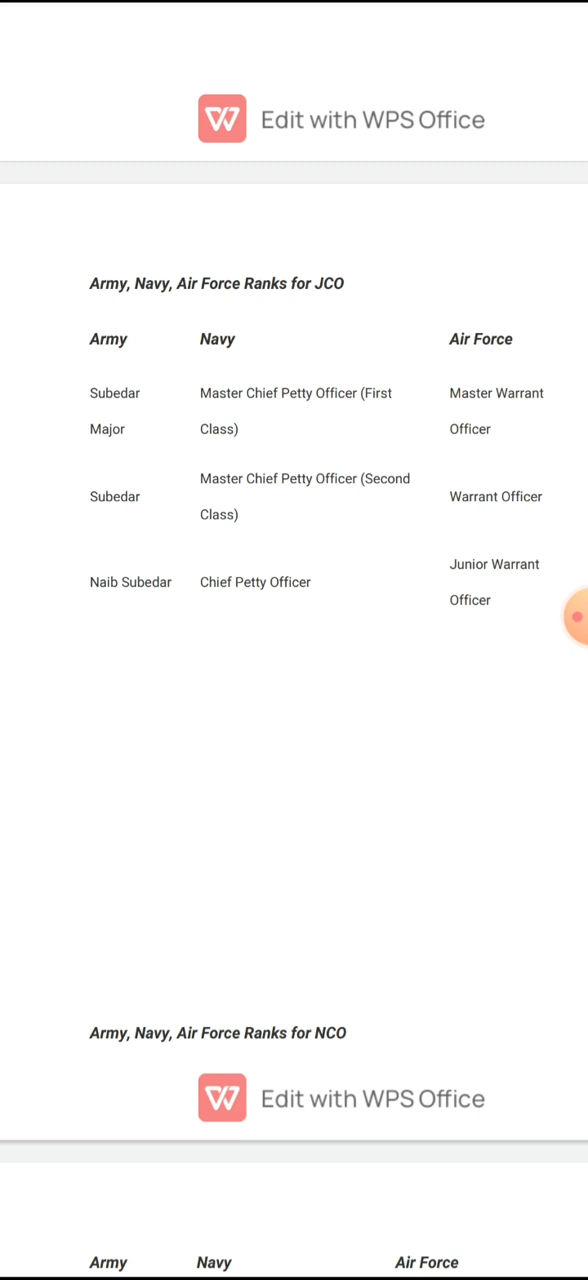 Edit with WPS Office
Army, Navy, Air Force Ranks for JCO
Army Navy Air Force
Subedar Major Master Chief Petty Officer (First Class) Master Warrant Officer
Subedar Master Chief Petty Officer (Second Class) Warrant Officer
Naib Subedar Chief Petty Officer Junior Warrant Officer
Army, Navy, Air Force Ranks for NCO
Edit with WPS Office
Army Navy Air Force